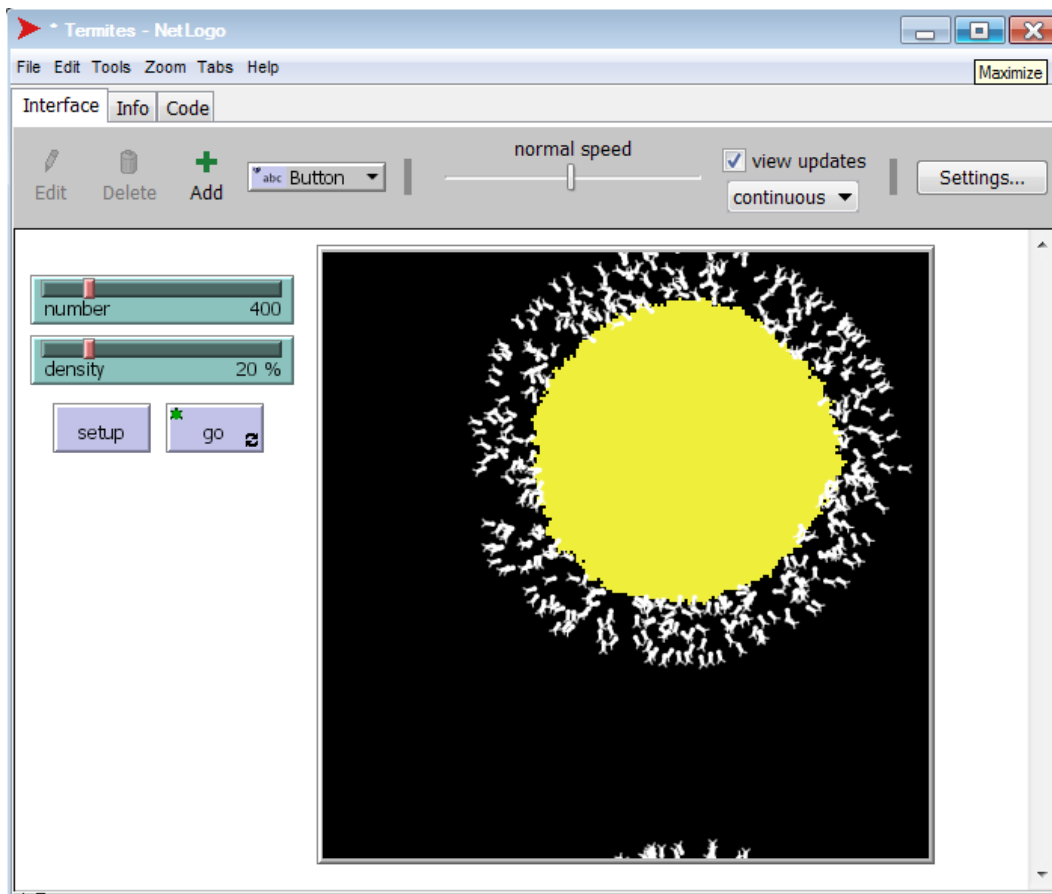 * Termites - NetLogo
File Edit Tools Zoom Tabs Help
Maximize
Interface Info Code
normal speed
view updates
Edit Delete Add abc Button
continuous
Settings...
number 400
density 20 %
setup go